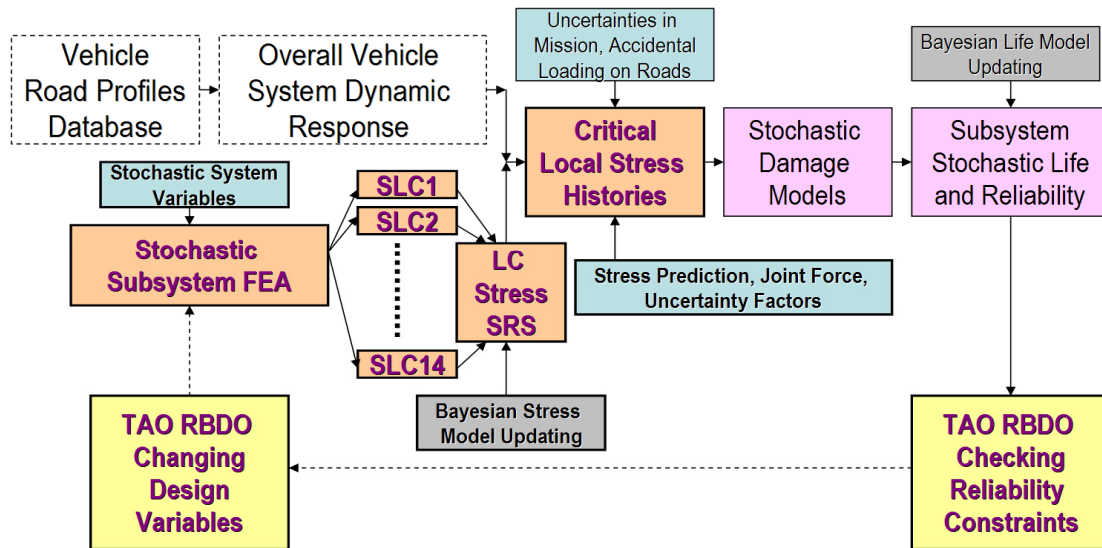 Vehicle
Road Profiles
Database
Overall Vehicle
System Dynamic
Response
Uncertainties in
Mission, Accidental
Loading on Roads
Bayesian Life Model
Updating
Critical
Local Stress
Histories
Stochastic
Damage
Models
Subsystem
Stochastic Life
and Reliability
Stochastic System
Variables
Stochastic
Subsystem FEA
SLC1
SLC2
SLC14
LC
Stress
SRS
Stress Prediction, Joint Force,
Uncertainty Factors
Bayesian Stress
Model Updating
TAO RBDO
Changing
Design
Variables
TAO RBDO
Checking
Reliability
Constraints